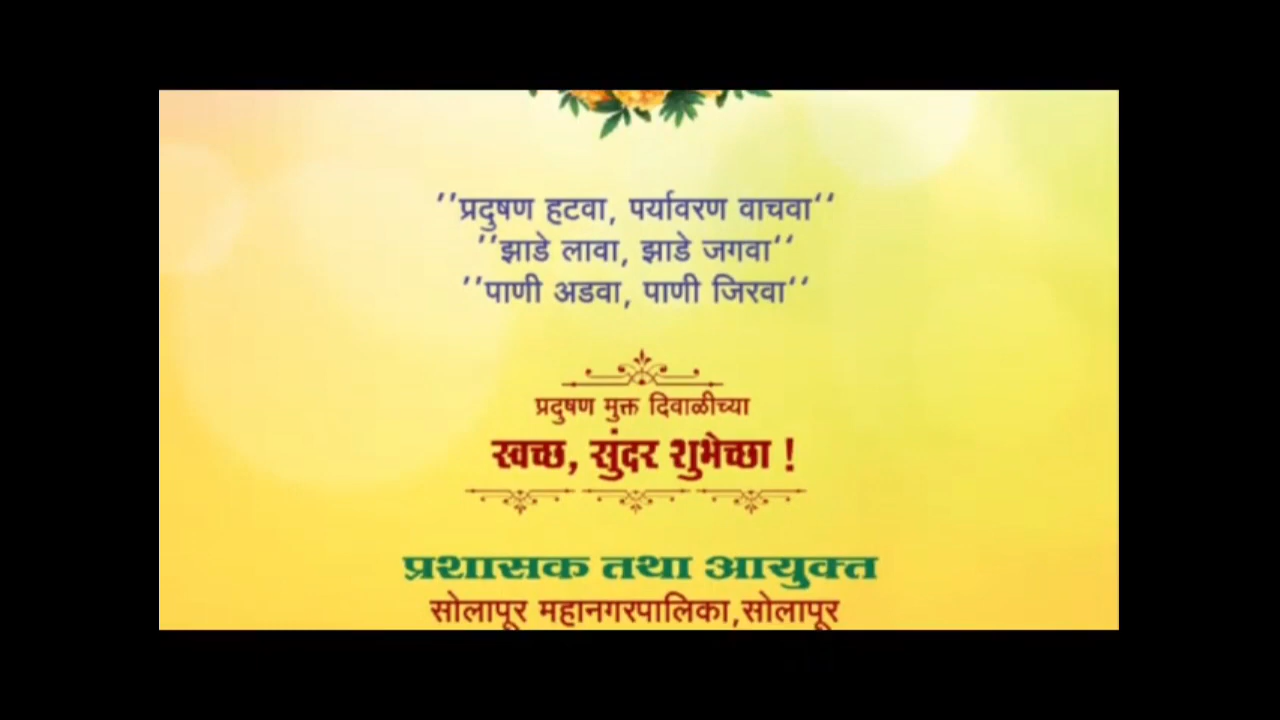 ’’प्रदुषण हटवा, पर्यावरण वाचवा‘‘
’’झाडे लावा, झाडे जगवा‘‘
’’पाणी अडवा, पाणी जिरवा‘‘
प्रदुषण मुक्त दिवाळीच्या
स्वच्छ, सुंदर शुभेच्छा !
प्रशासक तथा आयुक्त
सोलापूर महानगरपालिका,सोलापूर